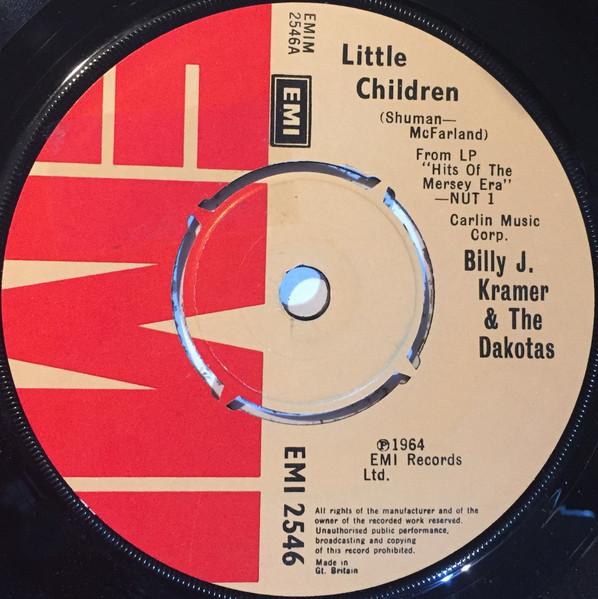 EMIM
2546A
EMI
Little
Children
(Shuman—
McFarland)
From LP
"Hits Of The
Mersey Era"
—NUT 1
Carlin Music
Corp.
Billy J.
Kramer
& The
Dakotas
EMI
℗1964
EMI Records
Ltd.
EMI 2546
All rights of the manufacturer and of the
owner of the recorded work reserved.
Unauthorised public performance,
broadcasting and copying
of this record prohibited.
Made in
Gt. Britain